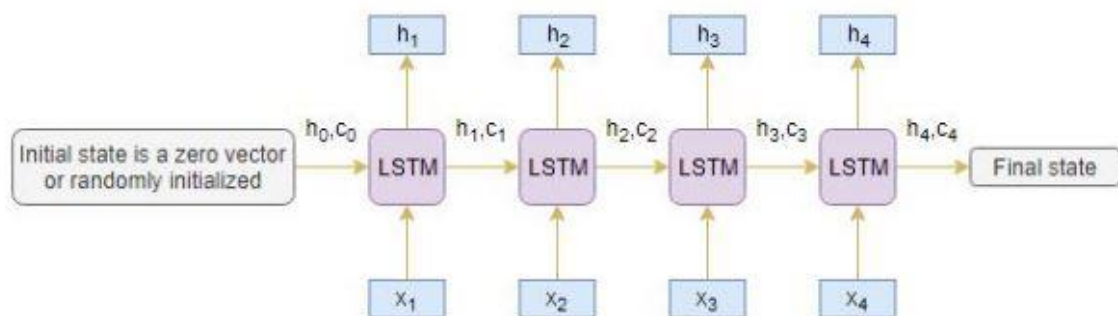 h₁ h₂ h₃ h₄
h₀,c₀ h₁,c₁ h₂,c₂ h₃,c₃ h₄,c₄
Initial state is a zero vector
or randomly initialized
LSTM LSTM LSTM LSTM
Final state
x₁ x₂ x₃ x₄